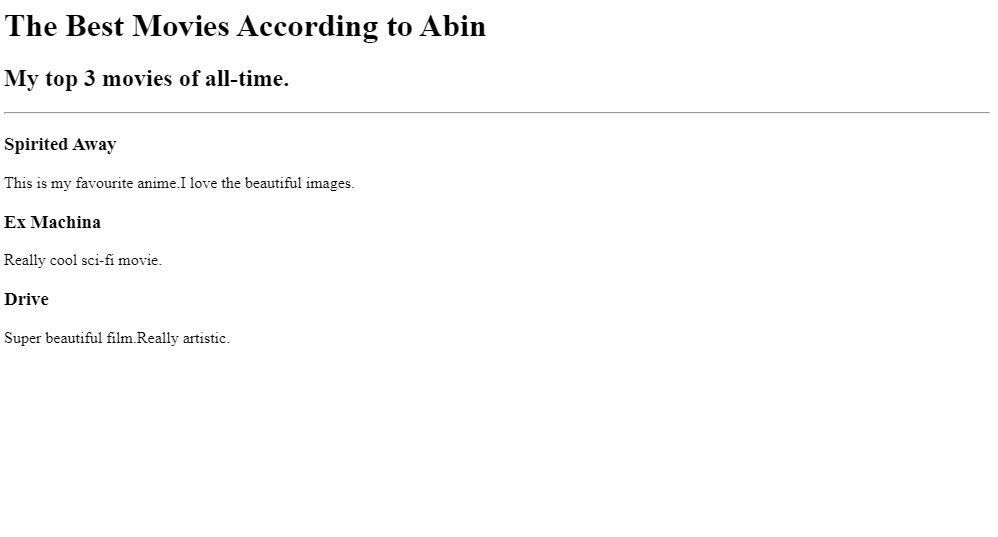 The Best Movies According to Abin
My top 3 movies of all-time.
Spirited Away
This is my favourite anime.I love the beautiful images.
Ex Machina
Really cool sci-fi movie.
Drive
Super beautiful film.Really artistic.